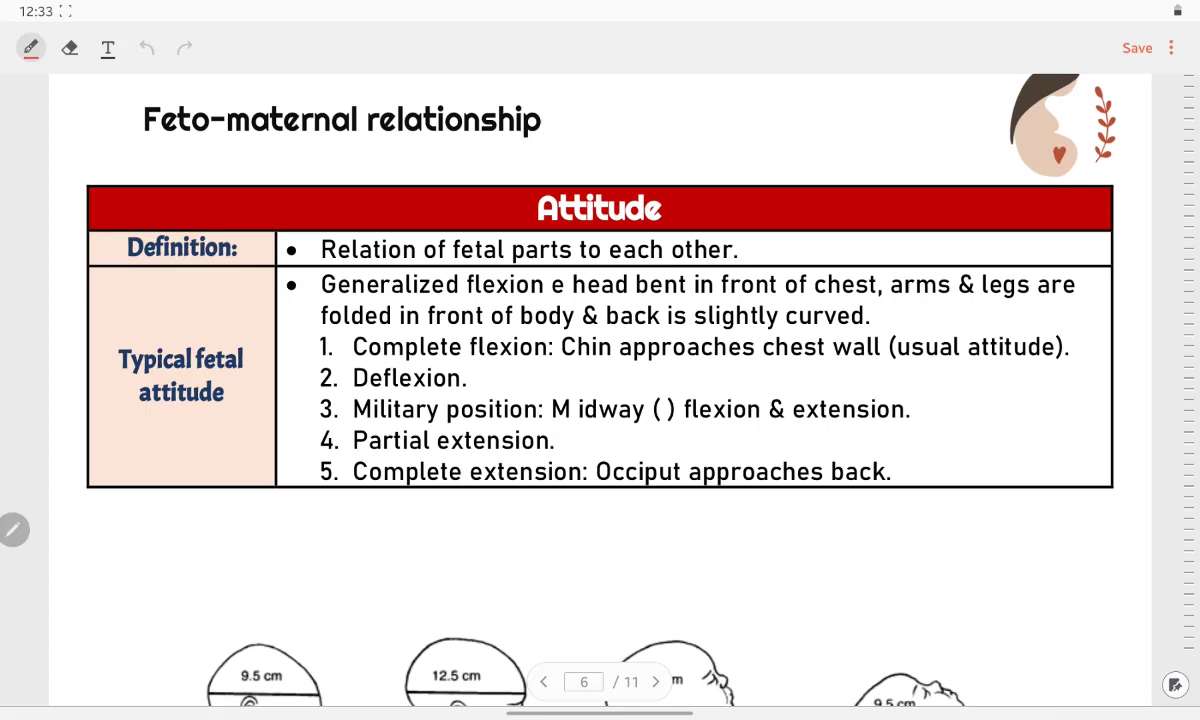 12:33
T
Save
Feto-maternal relationship
Attitude
Definition:
• Relation of fetal parts to each other.
Typical fetal
attitude
• Generalized flexion e head bent in front of chest, arms & legs are
folded in front of body & back is slightly curved.
1. Complete flexion: Chin approaches chest wall (usual attitude).
2. Deflexion.
3. Military position: M idway ( ) flexion & extension.
4. Partial extension.
5. Complete extension: Occiput approaches back.
9.5 cm
12.5 cm
6 / 11
m
9.5 cm